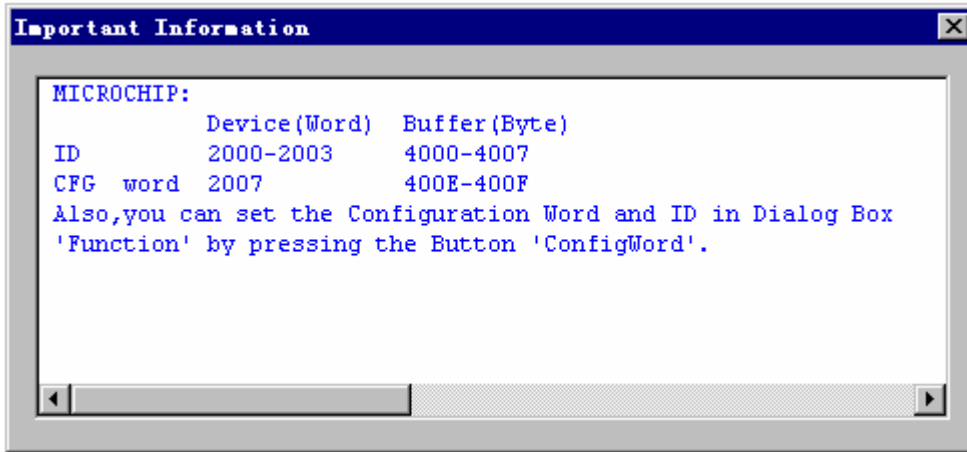 Important Information
MICROCHIP:
Device(Word) Buffer(Byte)
ID 2000-2003 4000-4007
CFG word 2007 400E-400F
Also,you can set the Configuration Word and ID in Dialog Box
'Function' by pressing the Button 'ConfigWord'.